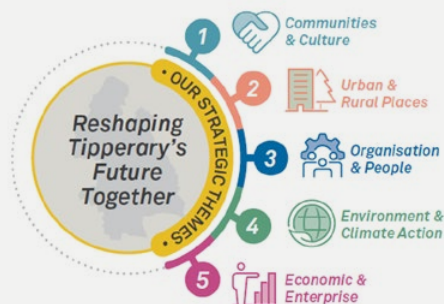 Reshaping
Tipperary's
Future
Together
• OUR STRATEGIC THEMES •
1
Communities
& Culture
2
Urban &
Rural Places
3
Organisation
& People
4
Environment &
Climate Action
5
Economic &
Enterprise